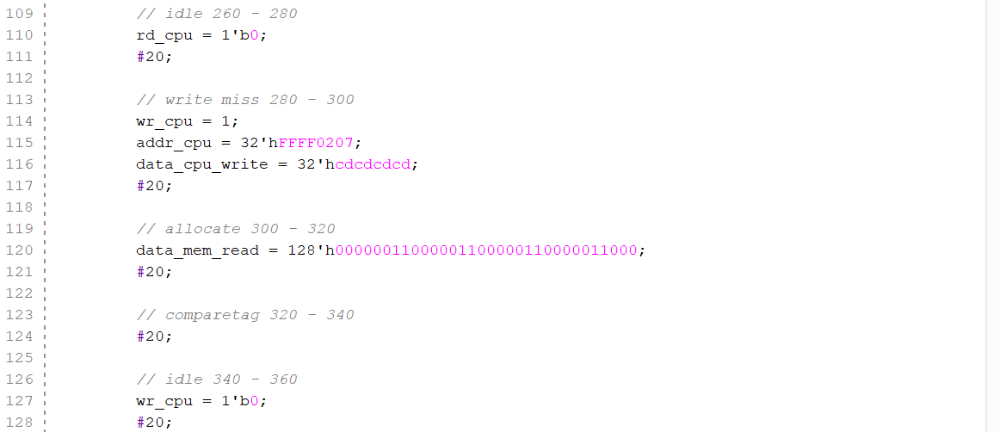 109 // idle 260 - 280
110 rd_cpu = 1'b0;
111 #20;
112
113 // write miss 280 - 300
114 wr_cpu = 1;
115 addr_cpu = 32'hFFFF0207;
116 data_cpu_write = 32'hcdcdcdcd;
117 #20;
118
119 // allocate 300 - 320
120 data_mem_read = 128'h00000011000001100000110000011000;
121 #20;
122
123 // comparetag 320 - 340
124 #20;
125
126 // idle 340 - 360
127 wr_cpu = 1'b0;
128 #20;